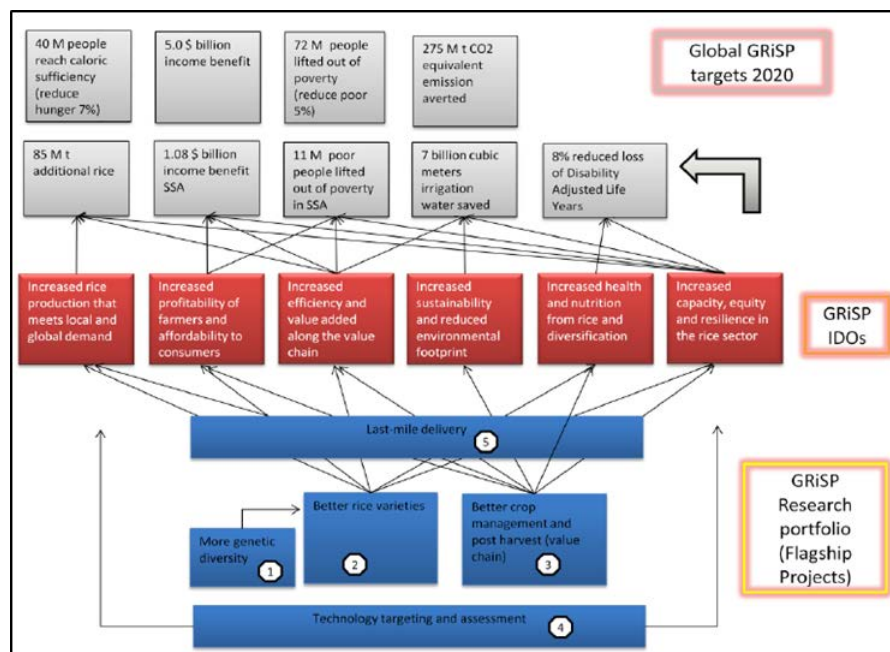 40 M people
reach caloric
sufficiency
(reduce
hunger 7%)
5.0 $ billion
income benefit
72 M people
lifted out of
poverty
(reduce poor
5%)
275 M t CO2
equivalent
emission
averted
Global GRiSP
targets 2020
85 M t
additional rice
1.08 $ billion
income benefit
SSA
11 M poor
people lifted
out of poverty
in SSA
7 billion cubic
meters
irrigation
water saved
8% reduced loss
of Disability
Adjusted Life
Years
Increased rice
production that
meets local and
global demand
Increased
profitability of
farmers and
affordability to
consumers
Increased
efficiency and
value added
along the value
chain
Increased
sustainability
and reduced
environmental
footprint
Increased health
and nutrition
from rice and
diversification
Increased
capacity, equity
and resilience in
the rice sector
GRiSP
IDOs
Last-mile delivery
5
Better rice varieties
2
Better crop
management and
post harvest (value
chain)
3
More genetic
diversity
1
GRiSP
Research
portfolio
(Flagship
Projects)
Technology targeting and assessment
4